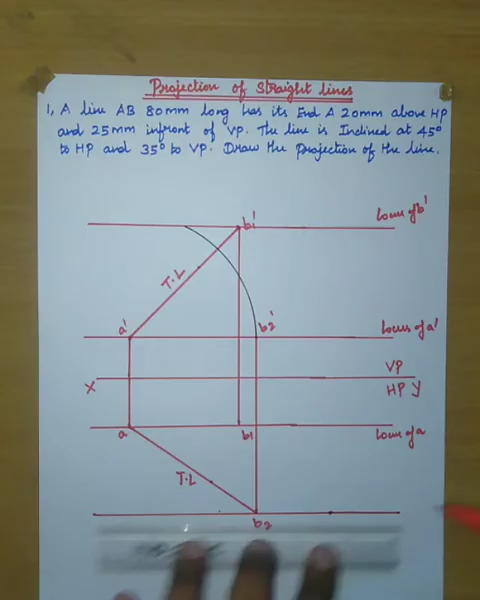 Projection of Straight lines
1, A line AB 80mm long has its End A 20mm above HP
and 25mm infront of VP. The line is Inclined at 45°
to HP and 35° to VP. Draw the Projection of the line.
locus of b'
b1'
T.L
a'
b2'
locus of a'
VP
X
HP y
a
b1
locus of a
T.L
b2